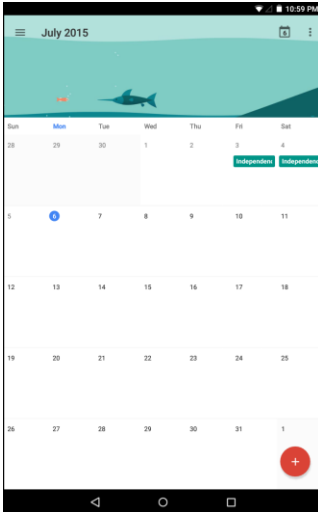 10:59 PM
July 2015 6
Sun Mon Tue Wed Thu Fri Sat
28 29 30 1 2 3 4
Independen Independenc
5 6 7 8 9 10 11
12 13 14 15 16 17 18
19 20 21 22 23 24 25
26 27 28 29 30 31 1
+